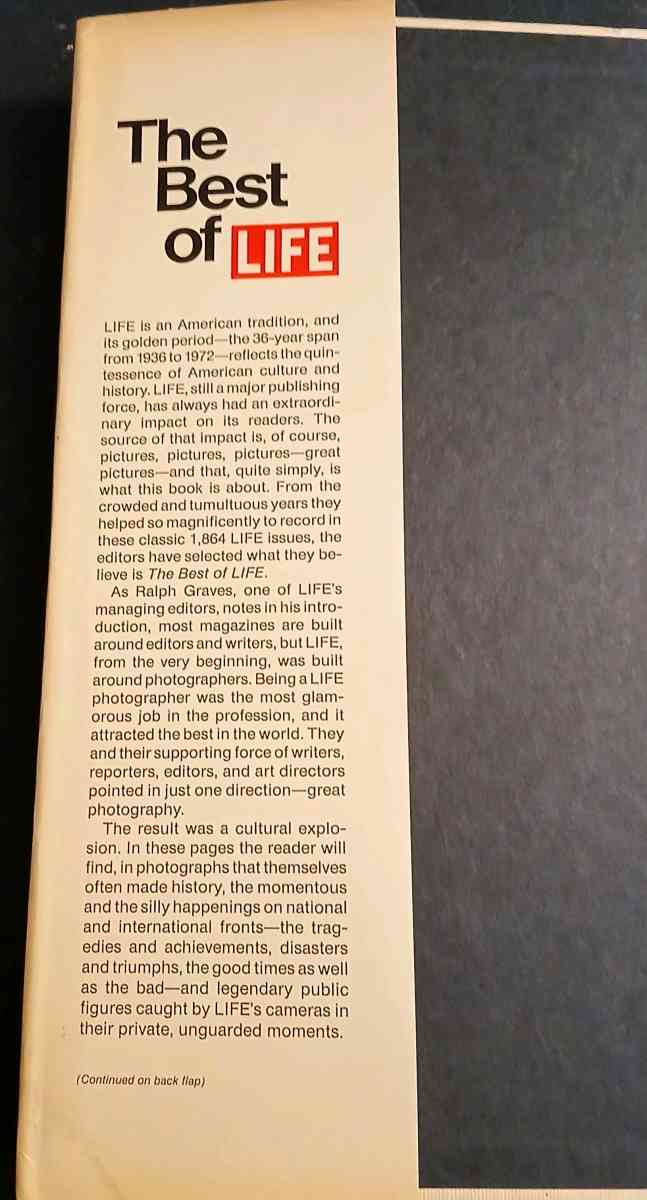 The
Best
of LIFE
LIFE is an American tradition, and
its golden period—the 36-year span
from 1936 to 1972—reflects the quin-
tessence of American culture and
history. LIFE, still a major publishing
force, has always had an extraordi-
nary impact on its readers. The
source of that impact is, of course,
pictures, pictures, pictures—great
pictures—and that, quite simply, is
what this book is about. From the
crowded and tumultuous years they
helped so magnificently to record in
these classic 1,864 LIFE issues, the
editors have selected what they be-
lieve is The Best of LIFE.
As Ralph Graves, one of LIFE's
managing editors, notes in his intro-
duction, most magazines are built
around editors and writers, but LIFE,
from the very beginning, was built
around photographers. Being a LIFE
photographer was the most glam-
orous job in the profession, and it
attracted the best in the world. They
and their supporting force of writers,
reporters, editors, and art directors
pointed in just one direction—great
photography.
The result was a cultural explo-
sion. In these pages the reader will
find, in photographs that themselves
often made history, the momentous
and the silly happenings on national
and international fronts—the trag-
edies and achievements, disasters
and triumphs, the good times as well
as the bad—and legendary public
figures caught by LIFE's cameras in
their private, unguarded moments.
(Continued on back flap)